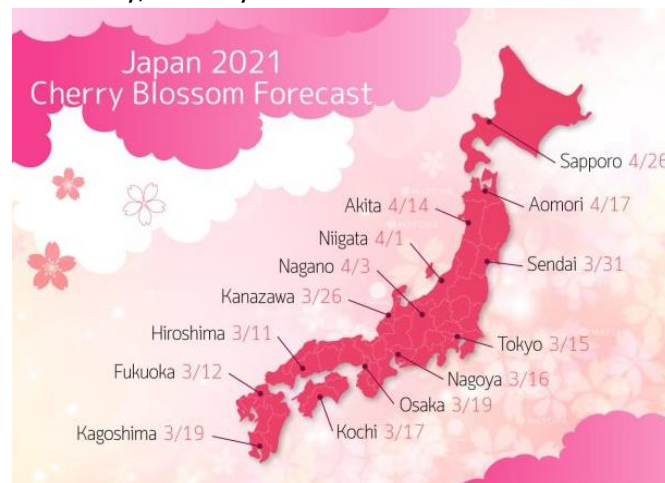 Japan 2021
Cherry Blossom Forecast
Sapporo 4/26
Akita 4/14
Aomori 4/17
Niigata 4/1
Nagano 4/3
Sendai 3/31
Kanazawa 3/26
Hiroshima 3/11
Tokyo 3/15
Fukuoka 3/12
Nagoya 3/16
Osaka 3/19
Kagoshima 3/19
Kochi 3/17